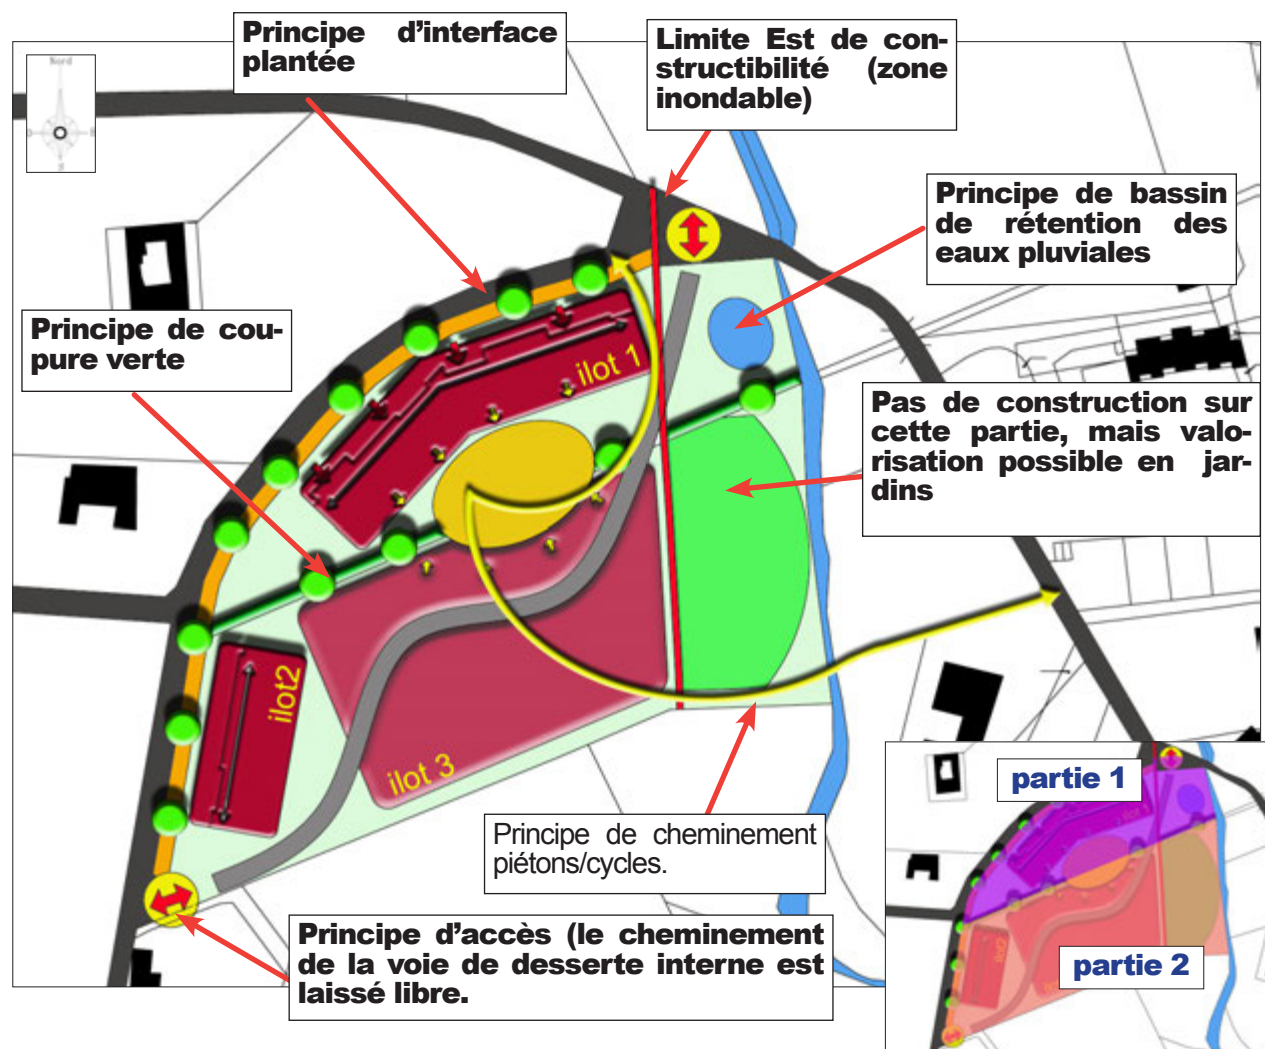 Principe d'interface
plantée
Limite Est de con-
structibilité (zone
inondable)
Nord
Principe de bassin
de rétention des
eaux pluviales
Principe de cou-
pure verte
ilot 1
Pas de construction sur
cette partie, mais valo-
risation possible en jar-
dins
ilot2
ilot 3
partie 1
Principe de cheminement
piétons/cycles.
Principe d'accès (le cheminement
de la voie de desserte interne est
laissé libre.
partie 2